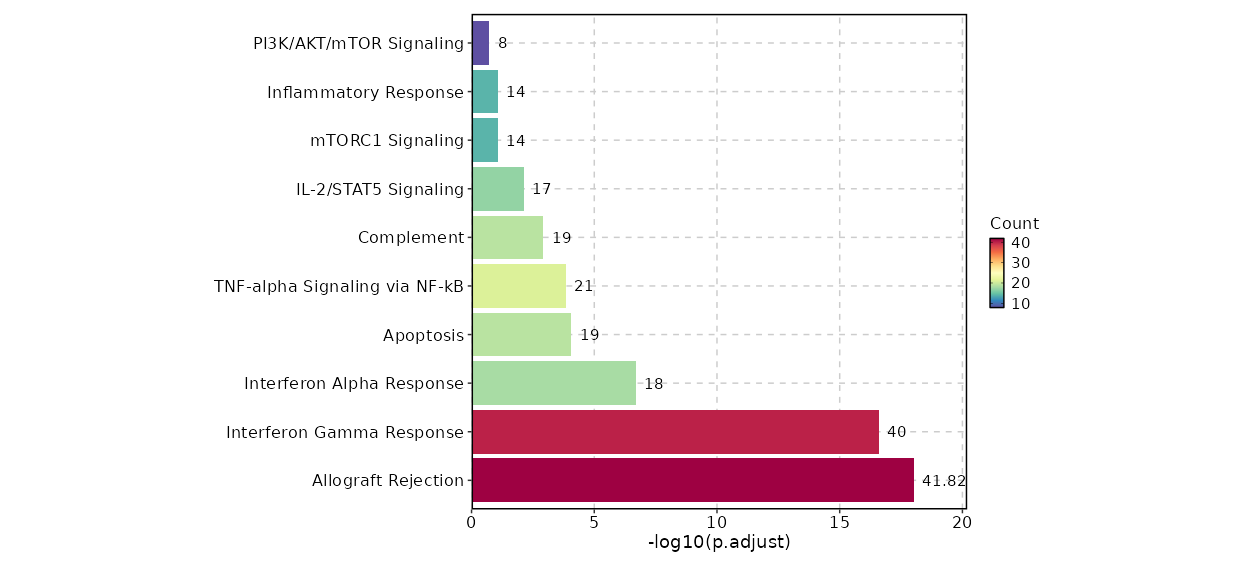 PI3K/AKT/mTOR Signaling 8
Inflammatory Response 14
mTORC1 Signaling 14
IL-2/STAT5 Signaling 17
Complement 19
TNF-alpha Signaling via NF-kB 21
Apoptosis 19
Interferon Alpha Response 18
Interferon Gamma Response 40
Allograft Rejection 41.82
0 5 10 15 20
-log10(p.adjust)
Count
40
30
20
10